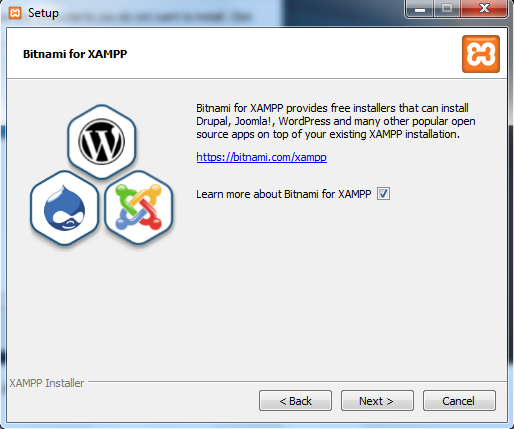 Setup
Bitnami for XAMPP
Bitnami for XAMPP provides free installers that can install
Drupal, Joomla!, WordPress and many other popular open
source apps on top of your existing XAMPP installation.
https://bitnami.com/xampp
Learn more about Bitnami for XAMPP
XAMPP Installer
< Back
Next >
Cancel